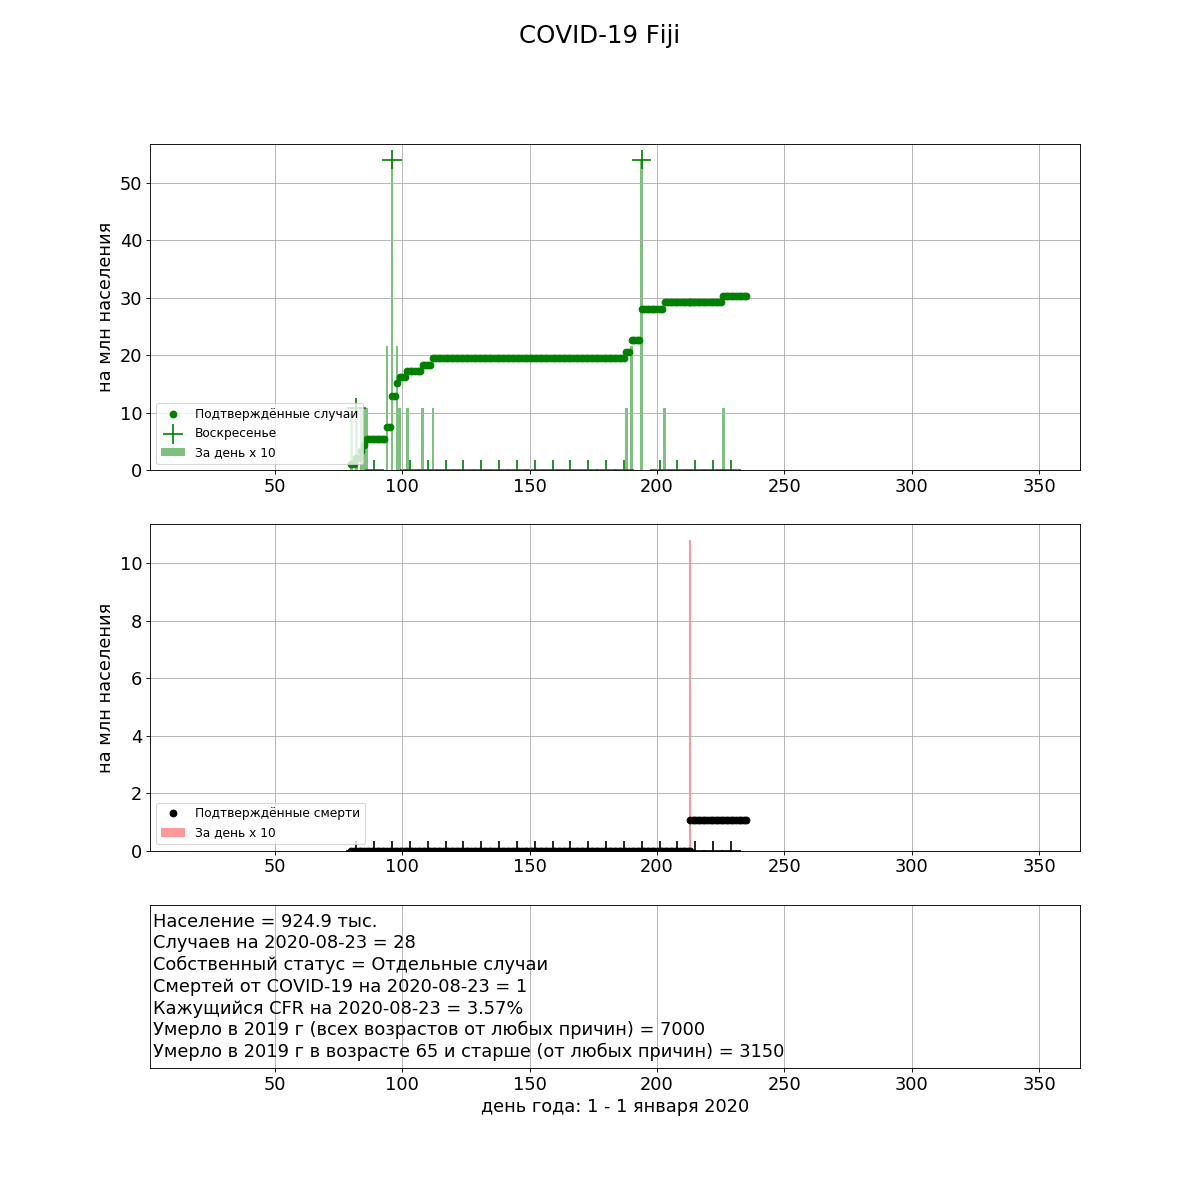 COVID-19 Fiji
на млн населения
50
40
30
20
10
0
Подтверждённые случаи
Воскресенье
За день x 10
50 100 150 200 250 300 350
на млн населения
10
8
6
4
2
0
Подтверждённые смерти
За день x 10
50 100 150 200 250 300 350
Население = 924.9 тыс.
Случаев на 2020-08-23 = 28
Собственный статус = Отдельные случаи
Смертей от COVID-19 на 2020-08-23 = 1
Кажущийся CFR на 2020-08-23 = 3.57%
Умерло в 2019 г (всех возрастов от любых причин) = 7000
Умерло в 2019 г в возрасте 65 и старше (от любых причин) = 3150
50 100 150 200 250 300 350
день года: 1 - 1 января 2020